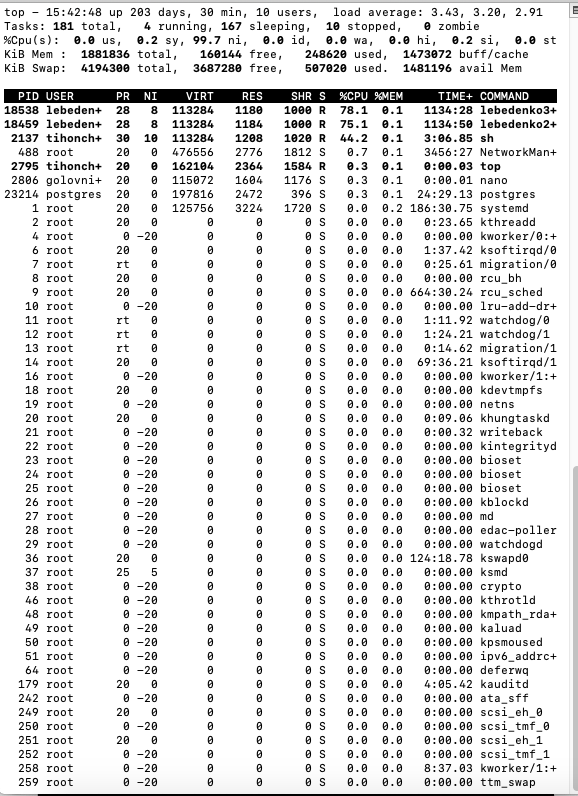 top - 15:42:48 up 203 days, 30 min, 10 users,  load average: 3.43, 3.20, 2.91
Tasks: 181 total,   4 running, 167 sleeping,  10 stopped,   0 zombie
%Cpu(s):  0.0 us,  0.2 sy, 99.7 ni,  0.0 id,  0.0 wa,  0.0 hi,  0.2 si,  0.0 st
KiB Mem :  1881836 total,   160144 free,   248620 used,  1473072 buff/cache
KiB Swap:  4194300 total,  3687280 free,   507020 used.  1481196 avail Mem
PID USER PR NI VIRT RES SHR S %CPU %MEM TIME+ COMMAND
18538 lebeden+ 28 8 113284 1180 1000 R 78.1 0.1 1134:28 lebedenko3+
18459 lebeden+ 28 8 113284 1184 1000 R 75.1 0.1 1134:50 lebedenko2+
2137 tihonch+ 30 10 113284 1208 1020 R 44.2 0.1 3:06.85 sh
488 root 20 0 476556 2776 1812 S 0.7 0.1 3456:27 NetworkMan+
2795 tihonch+ 20 0 162104 2364 1584 R 0.3 0.1 0:00.03 top
2806 golovni+ 20 0 115072 1604 1176 S 0.3 0.1 0:00.01 nano
23214 postgres 20 0 197816 2472 396 S 0.3 0.1 24:29.13 postgres
1 root 20 0 125756 3224 1720 S 0.0 0.2 186:30.75 systemd
2 root 20 0 0 0 0 S 0.0 0.0 0:23.65 kthreadd
4 root 0 -20 0 0 0 S 0.0 0.0 0:00.00 kworker/0:+
6 root 20 0 0 0 0 S 0.0 0.0 1:37.42 ksoftirqd/0
7 root rt 0 0 0 0 S 0.0 0.0 0:25.61 migration/0
8 root 20 0 0 0 0 S 0.0 0.0 0:00.00 rcu_bh
9 root 20 0 0 0 0 S 0.0 0.0 664:30.24 rcu_sched
10 root 0 -20 0 0 0 S 0.0 0.0 0:00.00 lru-add-dr+
11 root rt 0 0 0 0 S 0.0 0.0 1:11.92 watchdog/0
12 root rt 0 0 0 0 S 0.0 0.0 1:24.21 watchdog/1
13 root rt 0 0 0 0 S 0.0 0.0 0:14.62 migration/1
14 root 20 0 0 0 0 S 0.0 0.0 69:36.21 ksoftirqd/1
16 root 0 -20 0 0 0 S 0.0 0.0 0:00.00 kworker/1:+
18 root 20 0 0 0 0 S 0.0 0.0 0:00.00 kdevtmpfs
19 root 0 -20 0 0 0 S 0.0 0.0 0:00.00 netns
20 root 20 0 0 0 0 S 0.0 0.0 0:09.06 khungtaskd
21 root 0 -20 0 0 0 S 0.0 0.0 0:00.32 writeback
22 root 0 -20 0 0 0 S 0.0 0.0 0:00.00 kintegrityd
23 root 0 -20 0 0 0 S 0.0 0.0 0:00.00 bioset
24 root 0 -20 0 0 0 S 0.0 0.0 0:00.00 bioset
25 root 0 -20 0 0 0 S 0.0 0.0 0:00.00 bioset
26 root 0 -20 0 0 0 S 0.0 0.0 0:00.00 kblockd
27 root 0 -20 0 0 0 S 0.0 0.0 0:00.00 md
28 root 0 -20 0 0 0 S 0.0 0.0 0:00.00 edac-poller
29 root 0 -20 0 0 0 S 0.0 0.0 0:00.00 watchdogd
36 root 20 0 0 0 0 S 0.0 0.0 124:18.78 kswapd0
37 root 25 5 0 0 0 S 0.0 0.0 0:00.00 ksmd
38 root 0 -20 0 0 0 S 0.0 0.0 0:00.00 crypto
46 root 0 -20 0 0 0 S 0.0 0.0 0:00.00 kthrotld
48 root 0 -20 0 0 0 S 0.0 0.0 0:00.00 kmpath_rda+
49 root 0 -20 0 0 0 S 0.0 0.0 0:00.00 kaluad
50 root 0 -20 0 0 0 S 0.0 0.0 0:00.00 kpsmoused
51 root 0 -20 0 0 0 S 0.0 0.0 0:00.00 ipv6_addrc+
64 root 0 -20 0 0 0 S 0.0 0.0 0:00.00 deferwq
179 root 20 0 0 0 0 S 0.0 0.0 4:05.42 kauditd
242 root 0 -20 0 0 0 S 0.0 0.0 0:00.00 ata_sff
249 root 20 0 0 0 0 S 0.0 0.0 0:00.00 scsi_eh_0
250 root 0 -20 0 0 0 S 0.0 0.0 0:00.00 scsi_tmf_0
251 root 20 0 0 0 0 S 0.0 0.0 0:00.00 scsi_eh_1
252 root 0 -20 0 0 0 S 0.0 0.0 0:00.00 scsi_tmf_1
258 root 0 -20 0 0 0 S 0.0 0.0 8:37.03 kworker/1:+
259 root 0 -20 0 0 0 S 0.0 0.0 0:00.00 ttm_swap